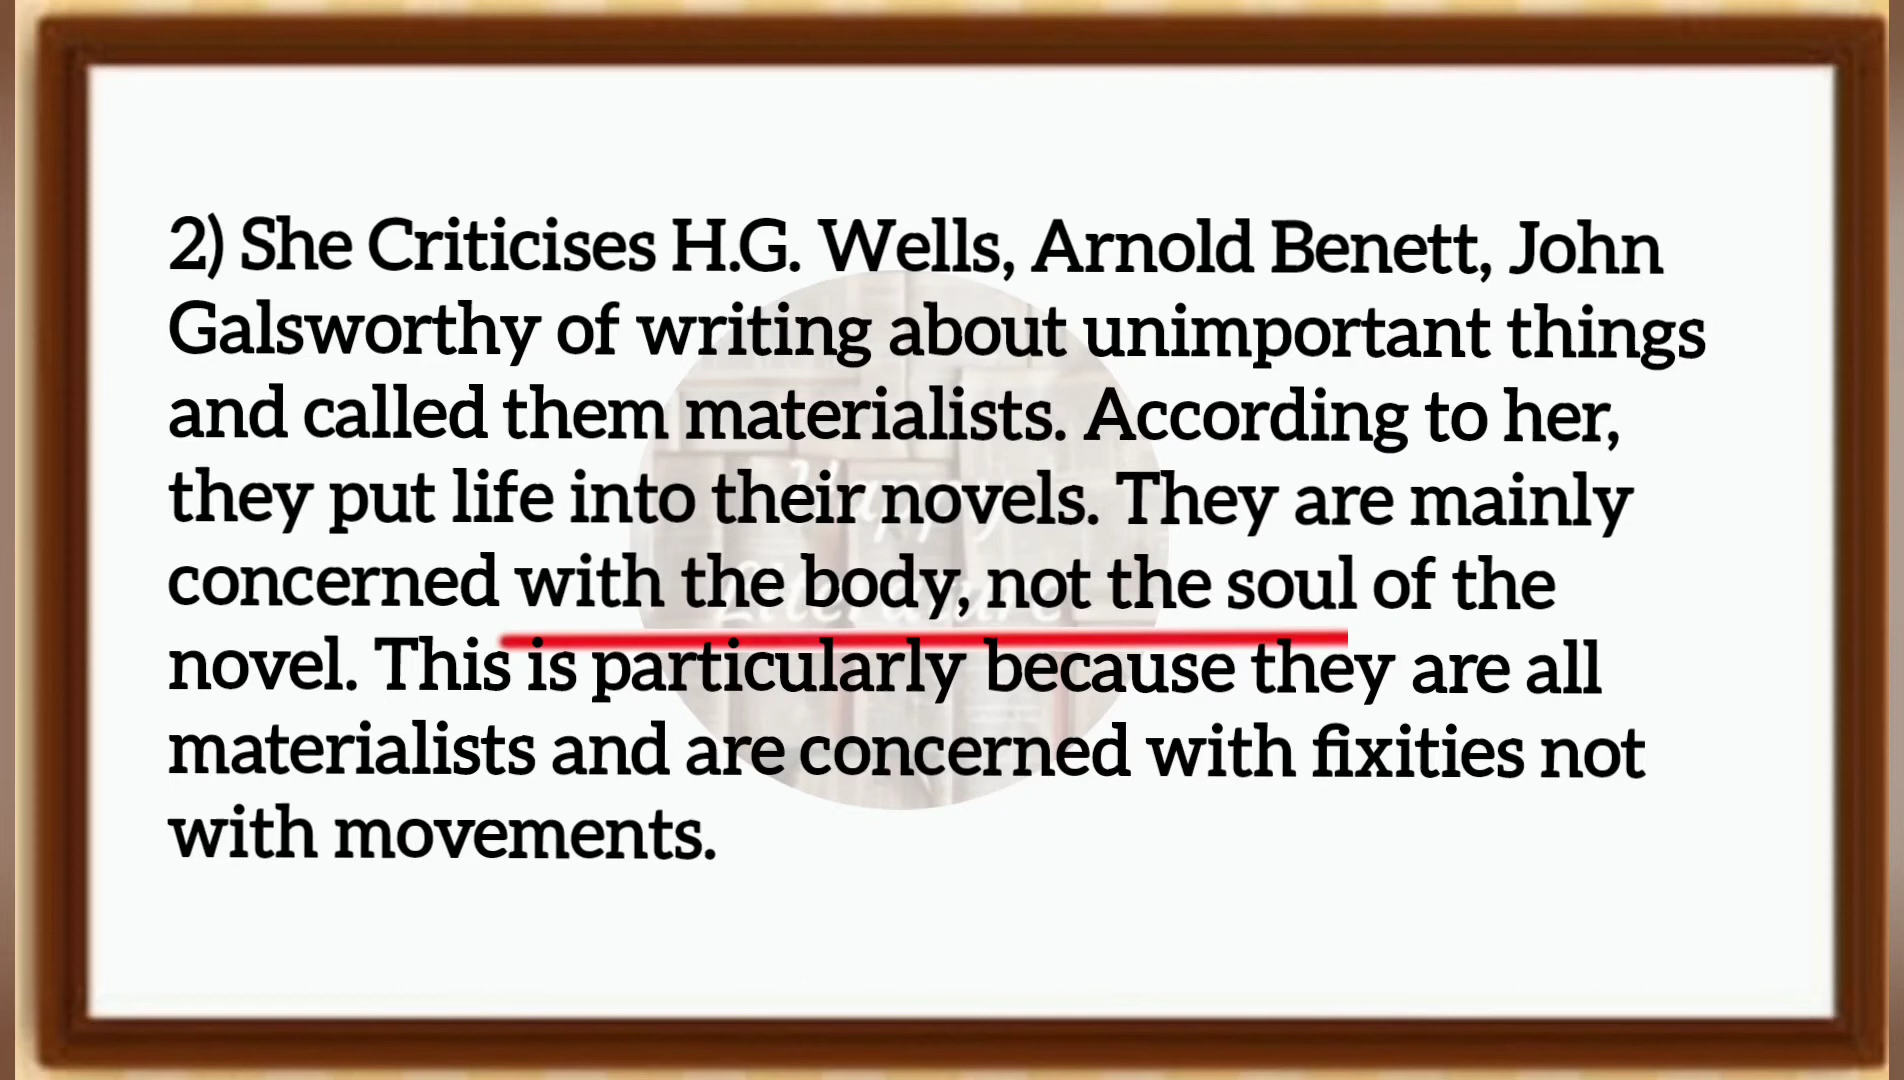 2) She Criticises H.G. Wells, Arnold Benett, John
Galsworthy of writing about unimportant things
and called them materialists. According to her,
they put life into their novels. They are mainly
concerned with the body, not the soul of the
novel. This is particularly because they are all
materialists and are concerned with fixities not
with movements.
Happy
Literature